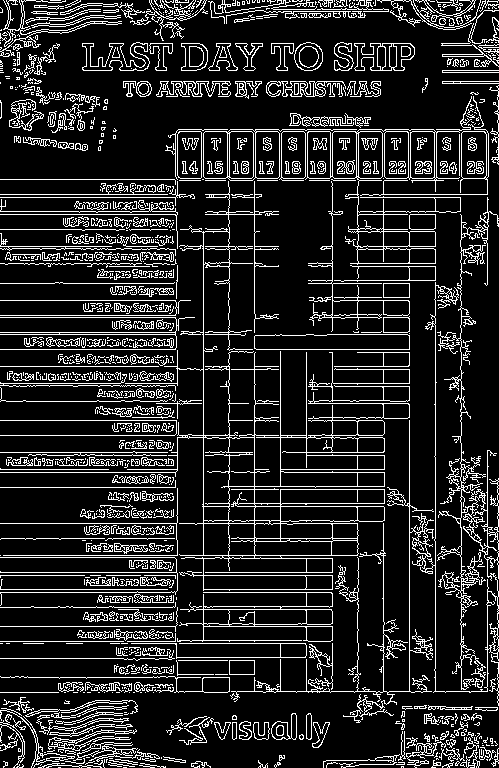 LAST DAY TO SHIP
TO ARRIVE BY CHRISTMAS
December
W T F S S M T W T F S S
14 15 16 17 18 19 20 21 22 23 24 25
FedEx Same day
Amazon Local Express
USPS Next Day Saturday
FedEx Priority Overnight
Amazon Last-Minute Christmas (Prime)
Zappos Standard
USPS Express
UPS 2 Day Saturday
UPS Next Day
UPS Ground (location dependent)
FedEx Standard Overnight
FedEx International Priority to Canada
Amazon One Day
Next Day
UPS 2 Day Air
FedEx 2 Day
FedEx International Economy to Canada
Amazon 2 Day
Macy's Express
Apple Store Expedited
USPS First Class Mail
FedEx Express Saver
UPS 3 Day
FedEx Home Delivery
Amazon Standard
Apple Store Standard
Amazon Express Saver
USPS Military
FedEx Ground
USPS Parcel Post Overseas
visual.ly